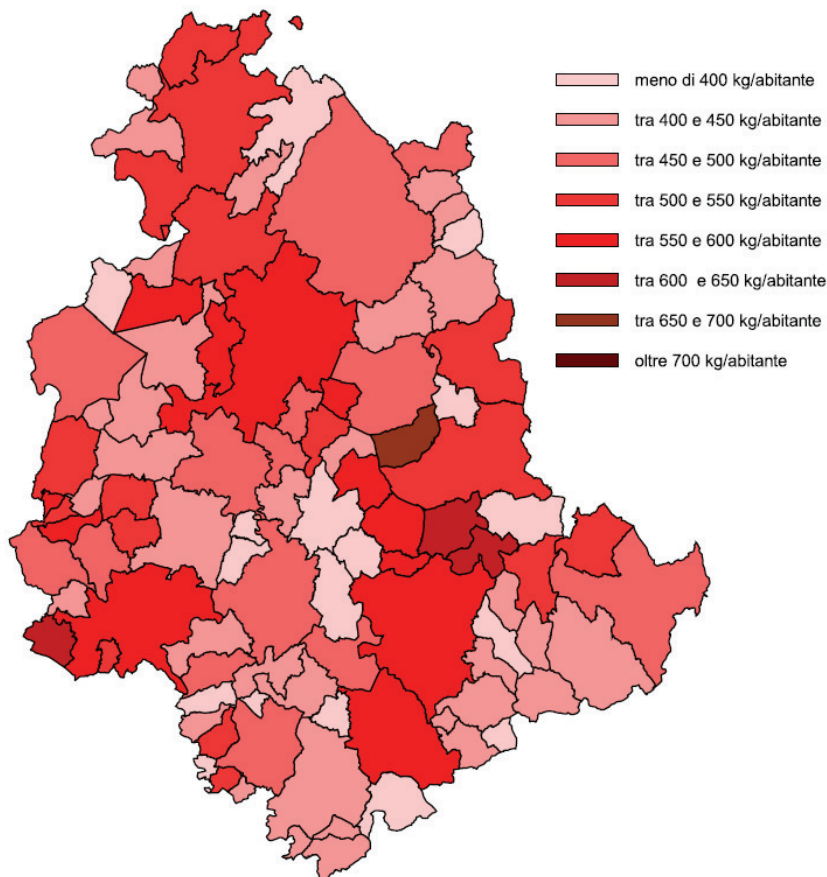 meno di 400 kg/abitante
tra 400 e 450 kg/abitante
tra 450 e 500 kg/abitante
tra 500 e 550 kg/abitante
tra 550 e 600 kg/abitante
tra 600 e 650 kg/abitante
tra 650 e 700 kg/abitante
oltre 700 kg/abitante